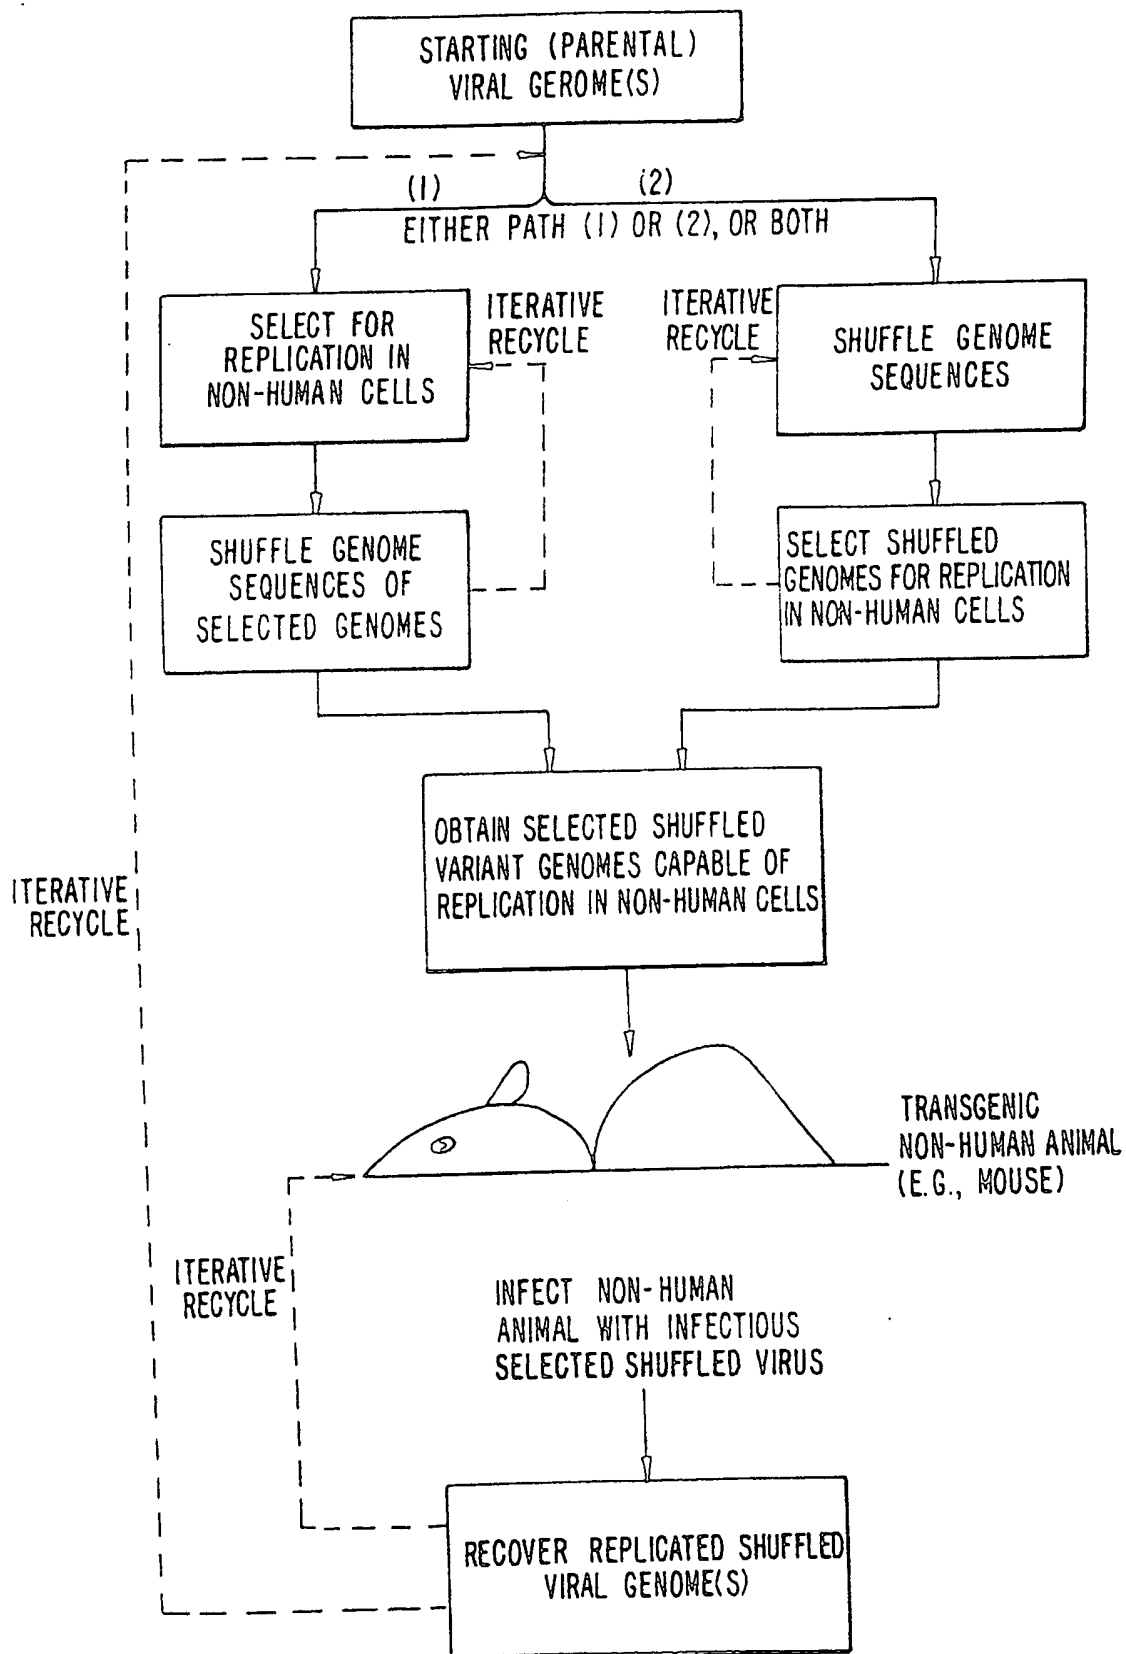 STARTING (PARENTAL)
VIRAL GEROME(S)
(1)
(2)
EITHER PATH (1) OR (2), OR BOTH
SELECT FOR
REPLICATION IN
NON-HUMAN CELLS
ITERATIVE
RECYCLE
ITERATIVE
RECYCLE
SHUFFLE GENOME
SEQUENCES
SHUFFLE GENOME
SEQUENCES OF
SELECTED GENOMES
SELECT SHUFFLED
GENOMES FOR REPLICATION
IN NON-HUMAN CELLS
OBTAIN SELECTED SHUFFLED
VARIANT GENOMES CAPABLE OF
REPLICATION IN NON-HUMAN CELLS
ITERATIVE
RECYCLE
TRANSGENIC
NON-HUMAN ANIMAL
(E.G., MOUSE)
ITERATIVE
RECYCLE
INFECT NON-HUMAN
ANIMAL WITH INFECTIOUS
SELECTED SHUFFLED VIRUS
RECOVER REPLICATED SHUFFLED
VIRAL GENOME(S)